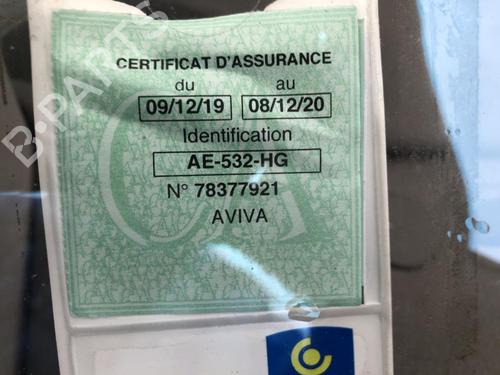 CERTIFICAT D'ASSURANCE
du au
09/12/19 08/12/20
Identification
AE-532-HG
N° 78377921
AVIVA
B-PARTS